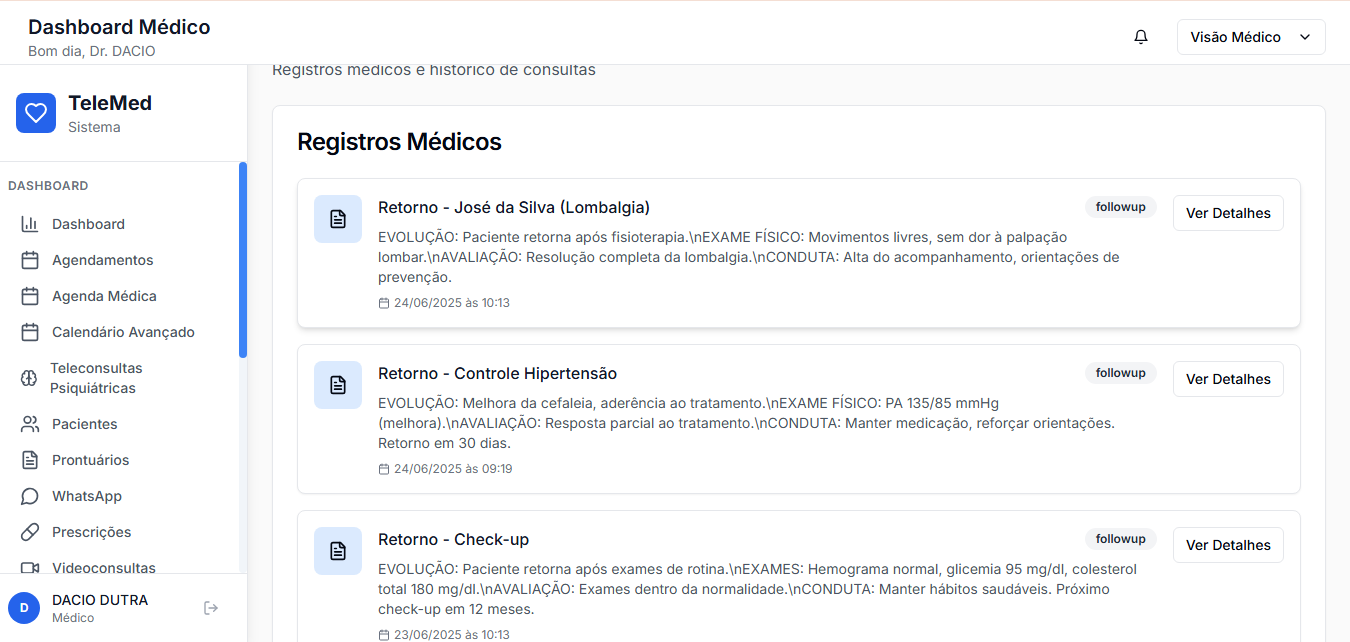 Dashboard Médico
Bom dia, Dr. DACIO
Visão Médico
TeleMed
Sistema
DASHBOARD
Dashboard
Agendamentos
Agenda Médica
Calendário Avançado
Teleconsultas
Psiquiátricas
Pacientes
Prontuários
WhatsApp
Prescrições
Videoconsultas
D
DACIO DUTRA
Médico
Registros médicos e histórico de consultas
Registros Médicos
Retorno - José da Silva (Lombalgia)
followup
Ver Detalhes
EVOLUÇÃO: Paciente retorna após fisioterapia.\nEXAME FÍSICO: Movimentos livres, sem dor à palpação
lombar.\nAVALIAÇÃO: Resolução completa da lombalgia.\nCONDUTA: Alta do acompanhamento, orientações de
prevenção.
24/06/2025 às 10:13
Retorno - Controle Hipertensão
followup
Ver Detalhes
EVOLUÇÃO: Melhora da cefaleia, aderência ao tratamento.\nEXAME FÍSICO: PA 135/85 mmHg
(melhora).\nAVALIAÇÃO: Resposta parcial ao tratamento.\nCONDUTA: Manter medicação, reforçar orientações.
Retorno em 30 dias.
24/06/2025 às 09:19
Retorno - Check-up
followup
Ver Detalhes
EVOLUÇÃO: Paciente retorna após exames de rotina.\nEXAMES: Hemograma normal, glicemia 95 mg/dl, colesterol
total 180 mg/dl.\nAVALIAÇÃO: Exames dentro da normalidade.\nCONDUTA: Manter hábitos saudáveis. Próximo
check-up em 12 meses.
23/06/2025 às 10:13